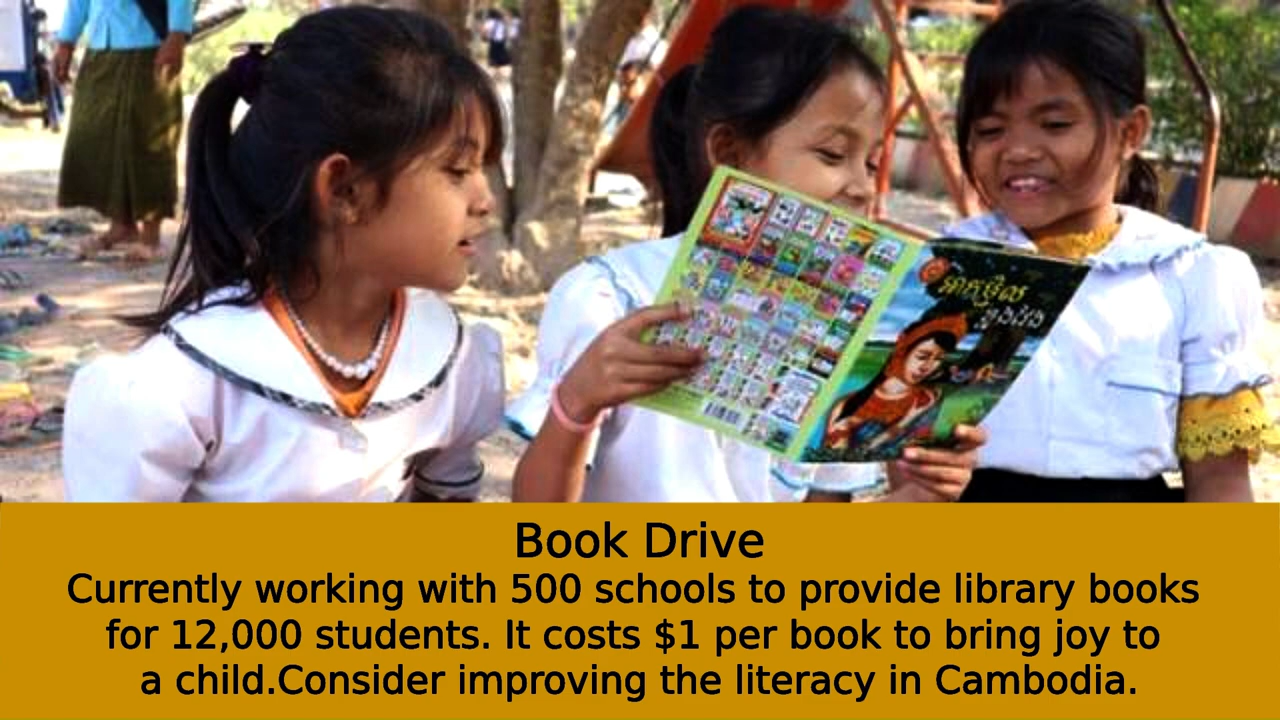 Book Drive
Currently working with 500 schools to provide library books
for 12,000 students. It costs $1 per book to bring joy to
a child.Consider improving the literacy in Cambodia.